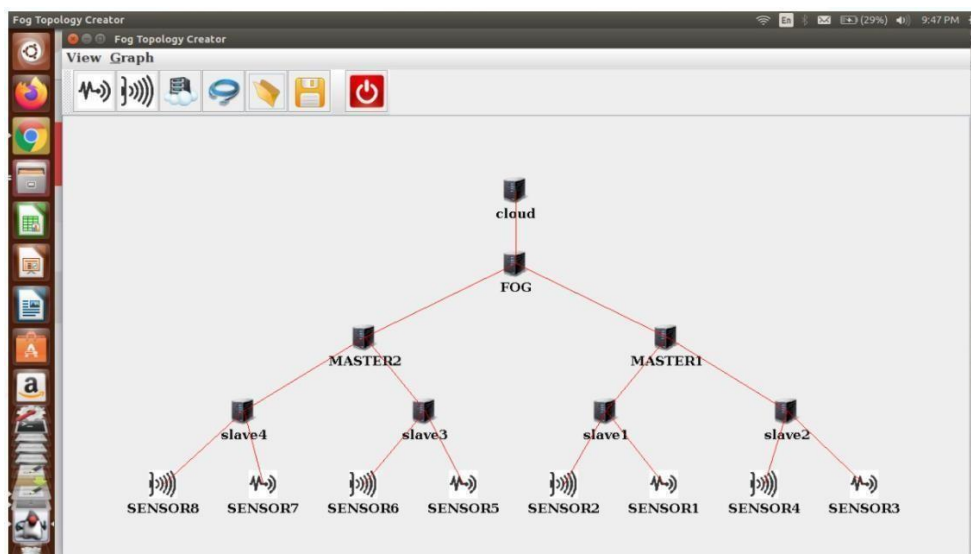 Fog Topology Creator
En (29%) 9:47 PM
Fog Topology Creator
View Graph
cloud
FOG
MASTER2 MASTER1
slave4 slave3 slave1 slave2
SENSOR8 SENSOR7 SENSOR6 SENSOR5 SENSOR2 SENSOR1 SENSOR4 SENSOR3